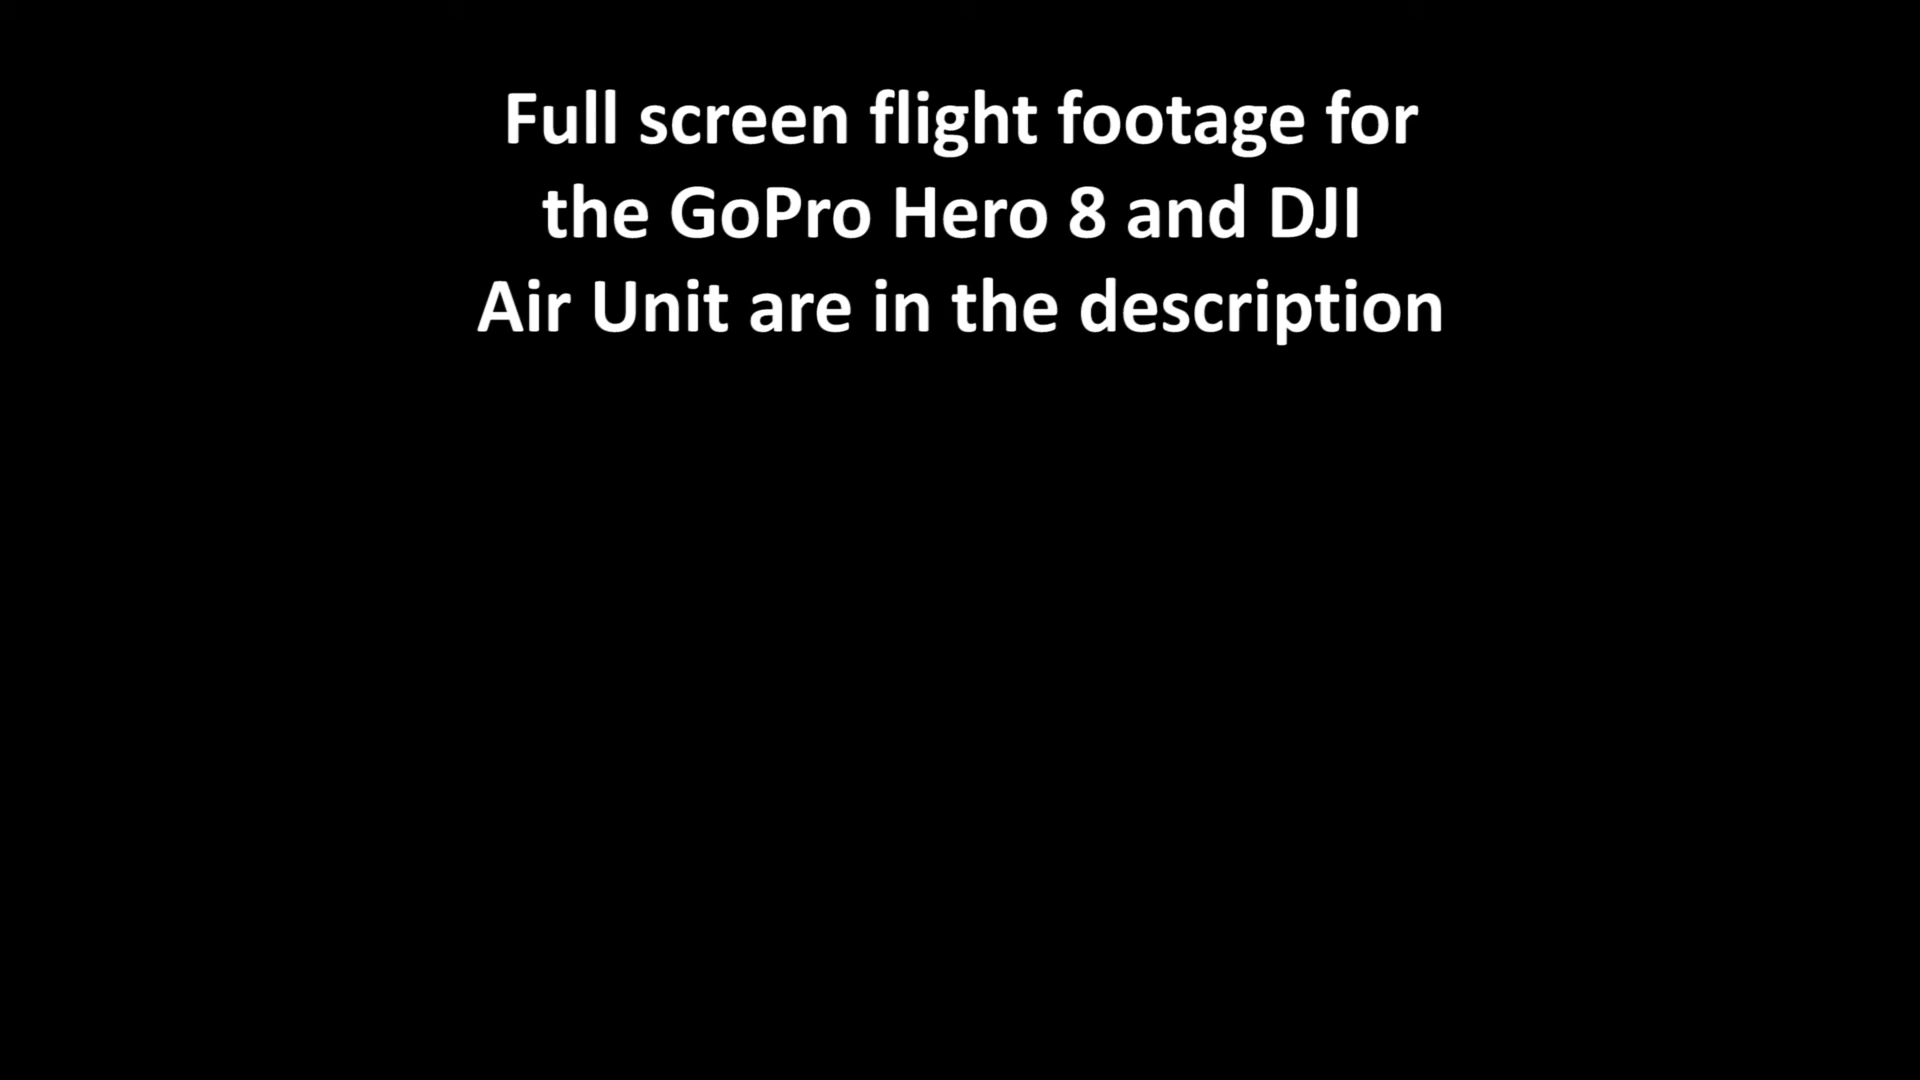 Full screen flight footage for
the GoPro Hero 8 and DJI
Air Unit are in the description